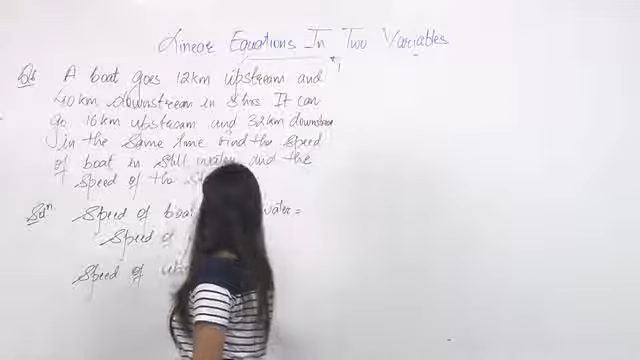 Linear Equations In Two Variables
Q8 A boat goes 12km upstream and
40km downstream in 8hrs It can
go 16km upstream and 32km downstream
in the same time Find the speed
of boat in still water and the
speed of the
Solⁿ Speed of boat water =
Speed of
Speed of